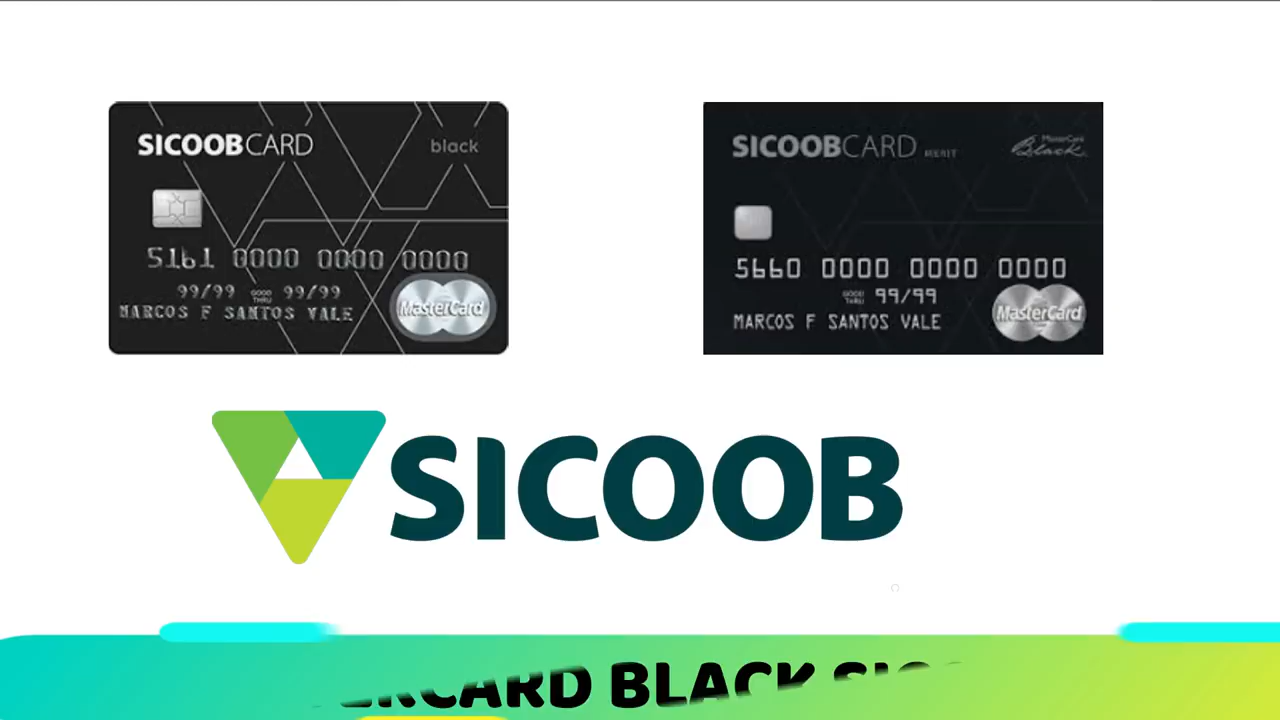 SICOOBCARD
black
5161 0000 0000 0000
99/99 GOOD THRU 99/99
MARCOS F SANTOS VALE
MasterCard
SICOOBCARD MERIT
MasterCard
Black
5660 0000 0000 0000
GOOD THRU 99/99
MARCOS F SANTOS VALE
MasterCard
SICOOB
BLACK